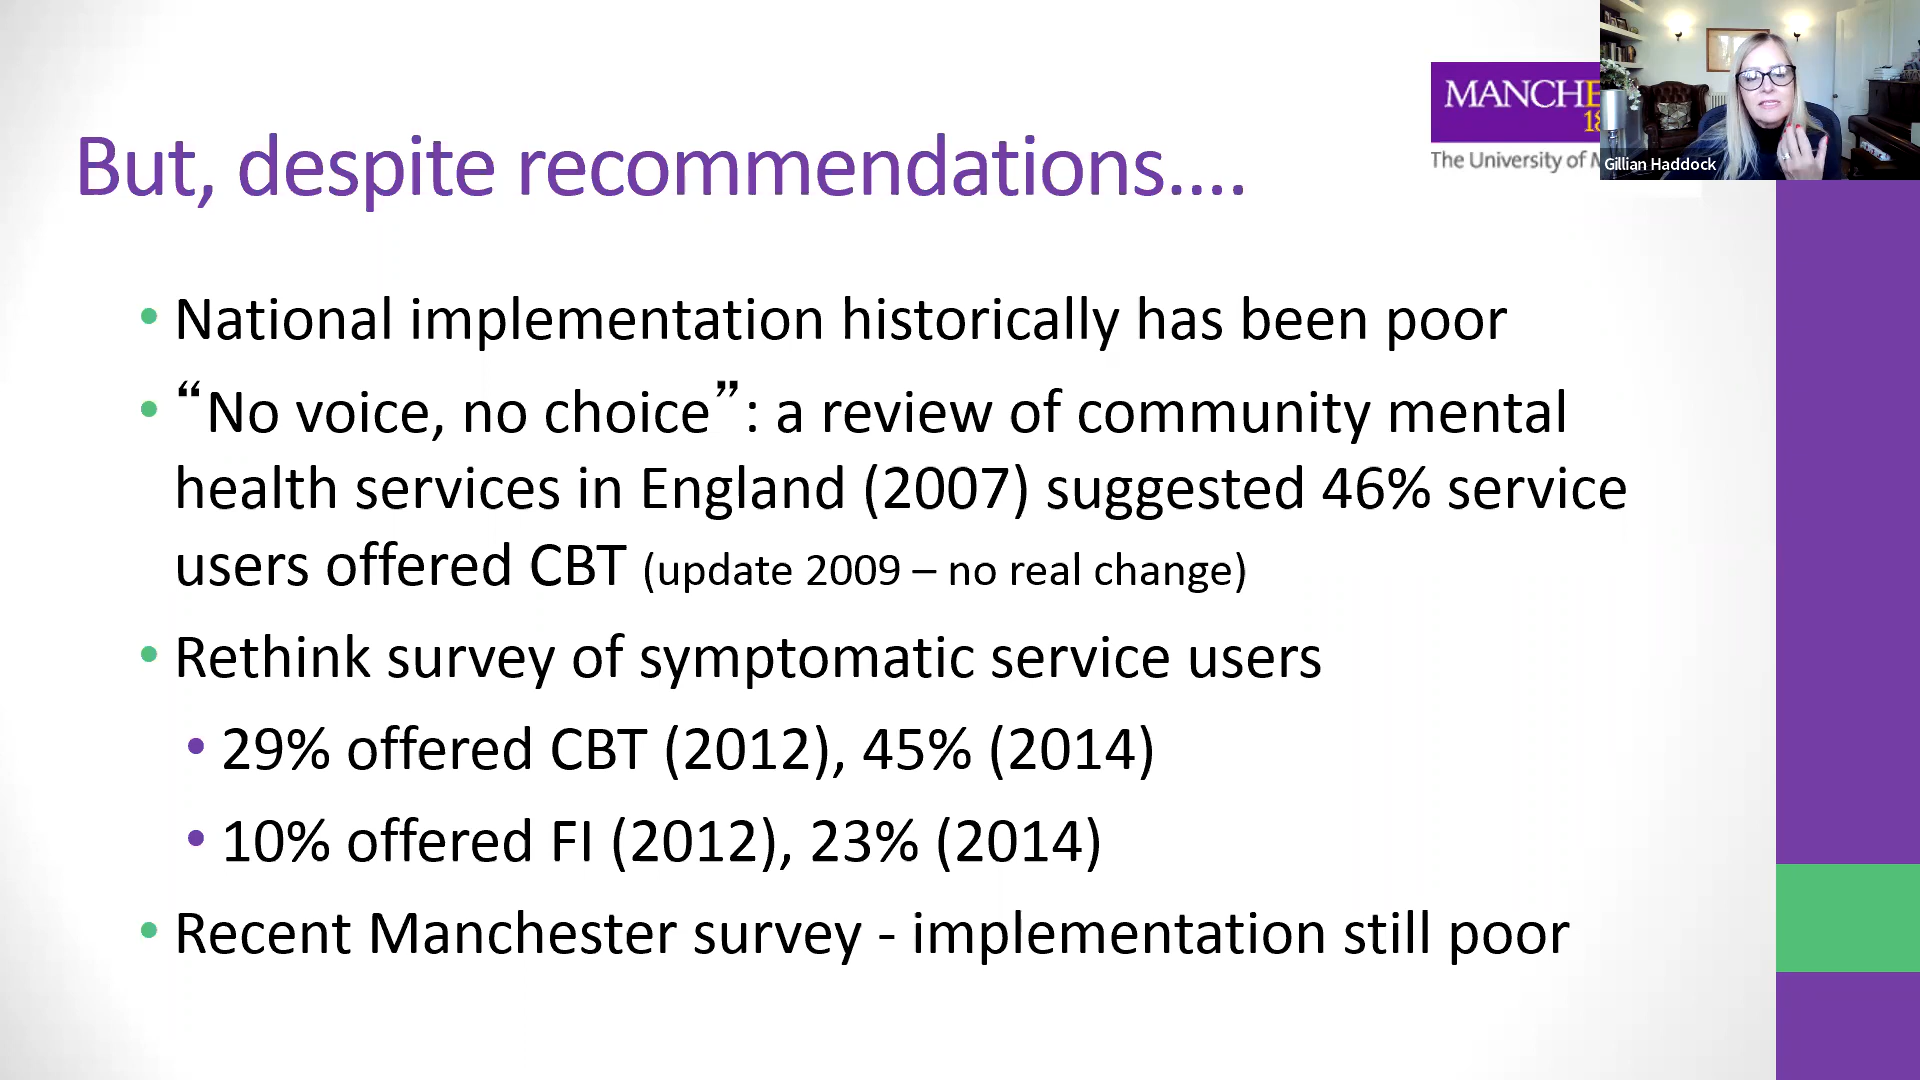 MANCHE
18
The University of M
Gillian Haddock
But, despite recommendations....
• National implementation historically has been poor
• “No voice, no choice”: a review of community mental
health services in England (2007) suggested 46% service
users offered CBT (update 2009 – no real change)
• Rethink survey of symptomatic service users
• 29% offered CBT (2012), 45% (2014)
• 10% offered FI (2012), 23% (2014)
• Recent Manchester survey - implementation still poor